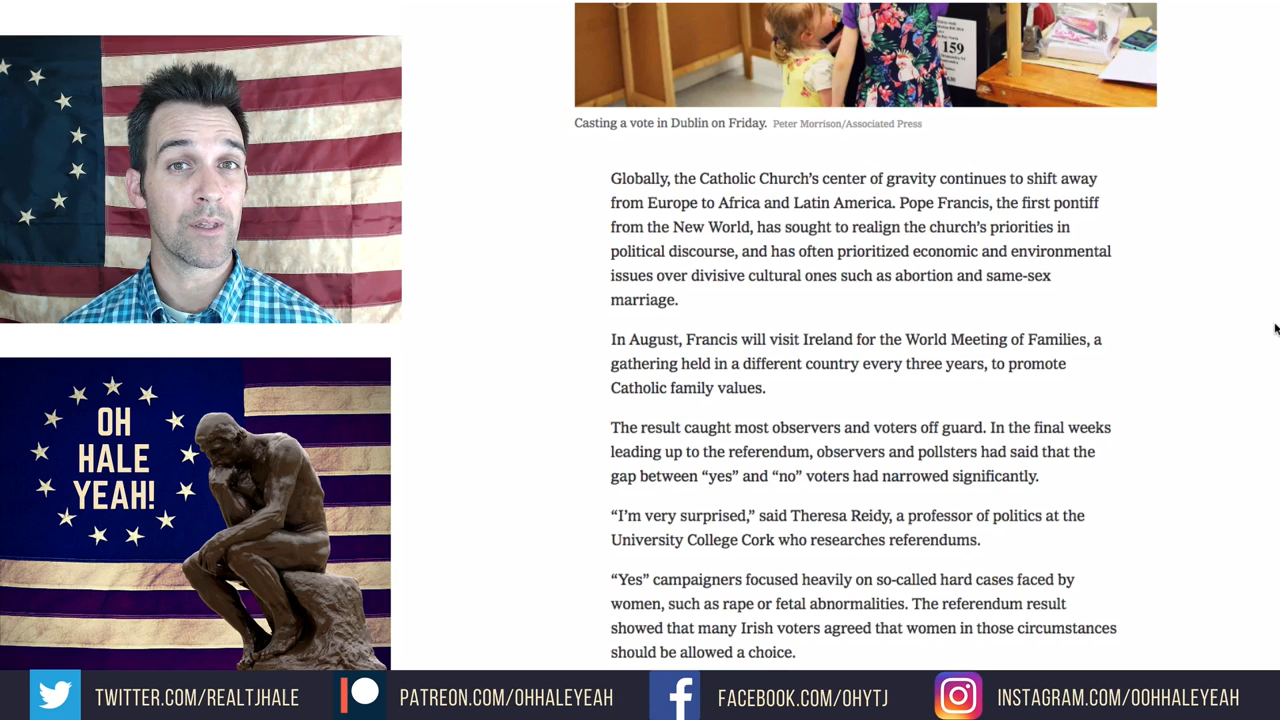 159
Casting a vote in Dublin on Friday. Peter Morrison/Associated Press
Globally, the Catholic Church’s center of gravity continues to shift away
from Europe to Africa and Latin America. Pope Francis, the first pontiff
from the New World, has sought to realign the church’s priorities in
political discourse, and has often prioritized economic and environmental
issues over divisive cultural ones such as abortion and same-sex
marriage.
In August, Francis will visit Ireland for the World Meeting of Families, a
gathering held in a different country every three years, to promote
Catholic family values.
The result caught most observers and voters off guard. In the final weeks
leading up to the referendum, observers and pollsters had said that the
gap between “yes” and “no” voters had narrowed significantly.
“I’m very surprised,” said Theresa Reidy, a professor of politics at the
University College Cork who researches referendums.
“Yes” campaigners focused heavily on so-called hard cases faced by
women, such as rape or fetal abnormalities. The referendum result
showed that many Irish voters agreed that women in those circumstances
should be allowed a choice.
OH
HALE
YEAH!
TWITTER.COM/REALTJHALE
PATREON.COM/OHHALEYEAH
FACEBOOK.COM/OHYTJ
INSTAGRAM.COM/OOHHALEYEAH